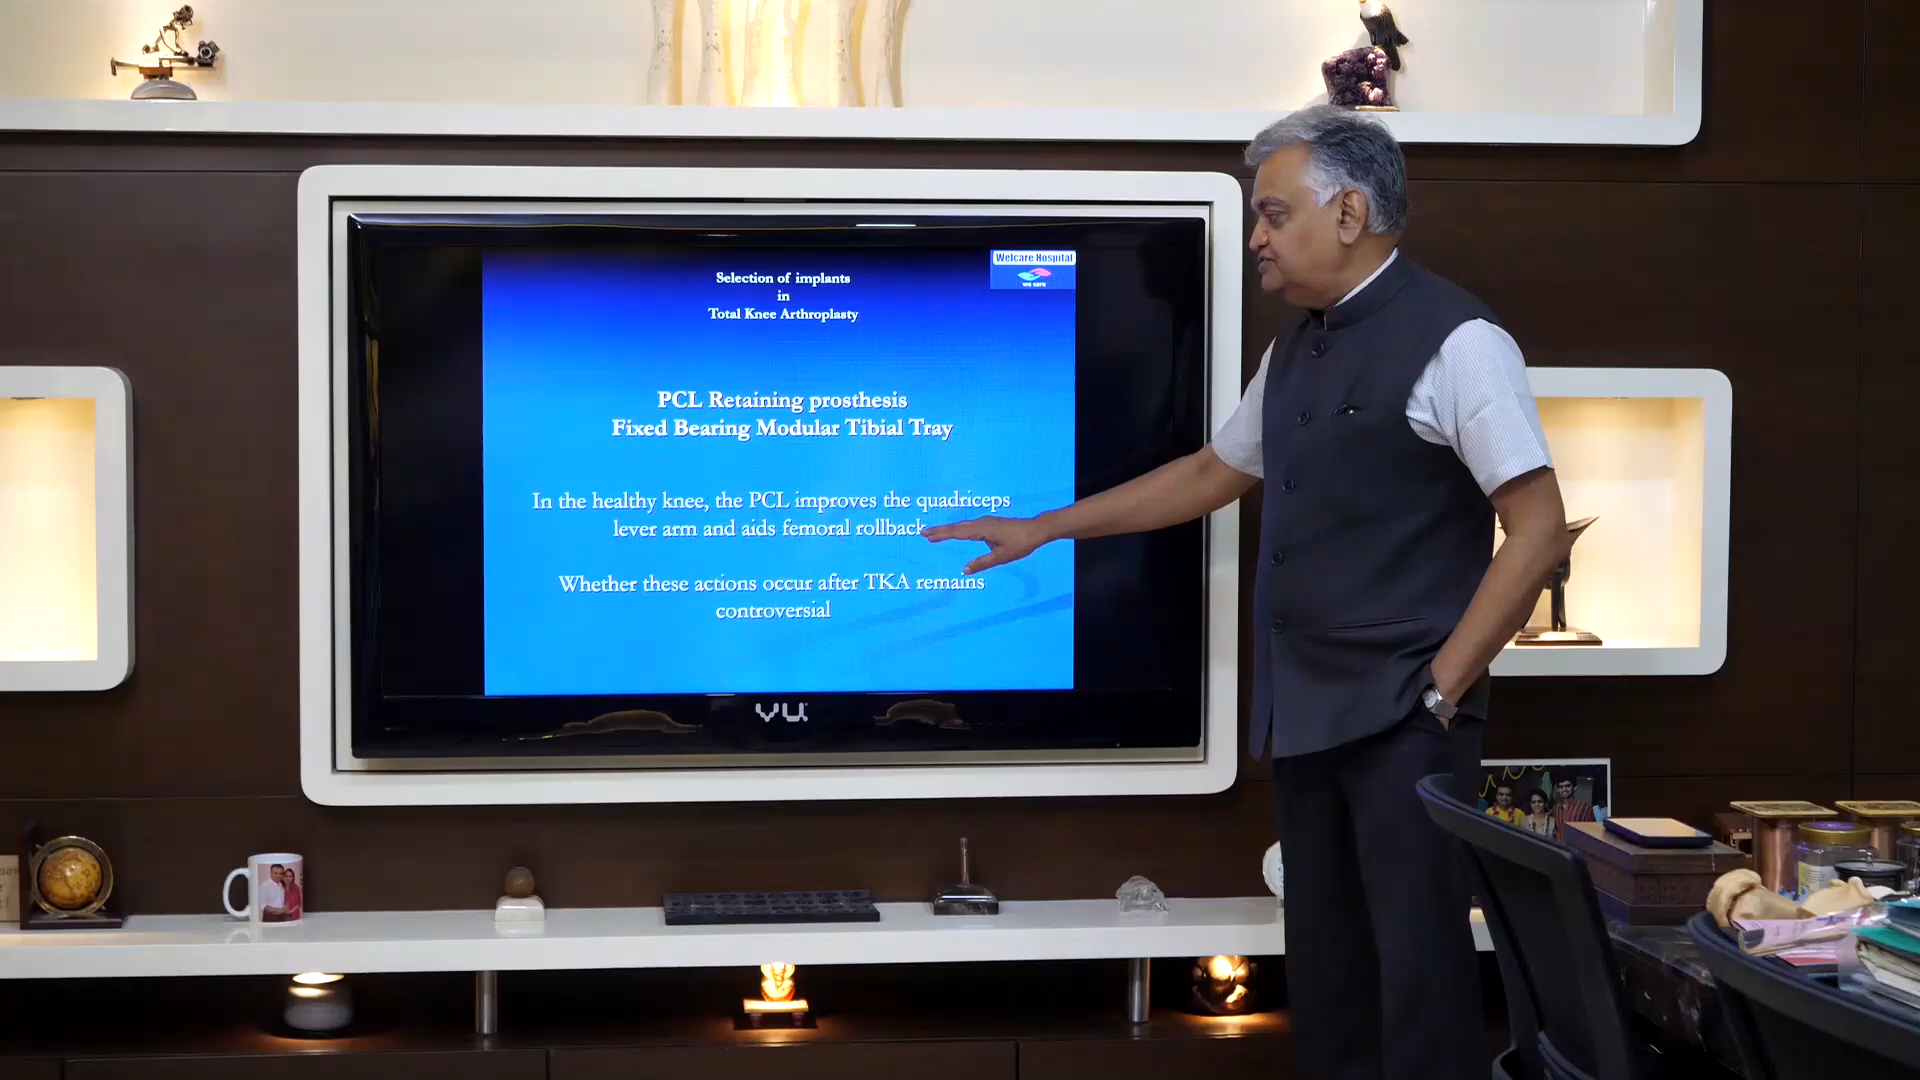 Welcare Hospital
we care
Selection of implants
in
Total Knee Arthroplasty
PCL Retaining prosthesis
Fixed Bearing Modular Tibial Tray
In the healthy knee, the PCL improves the quadriceps
lever arm and aids femoral rollback
Whether these actions occur after TKA remains
controversial
VU